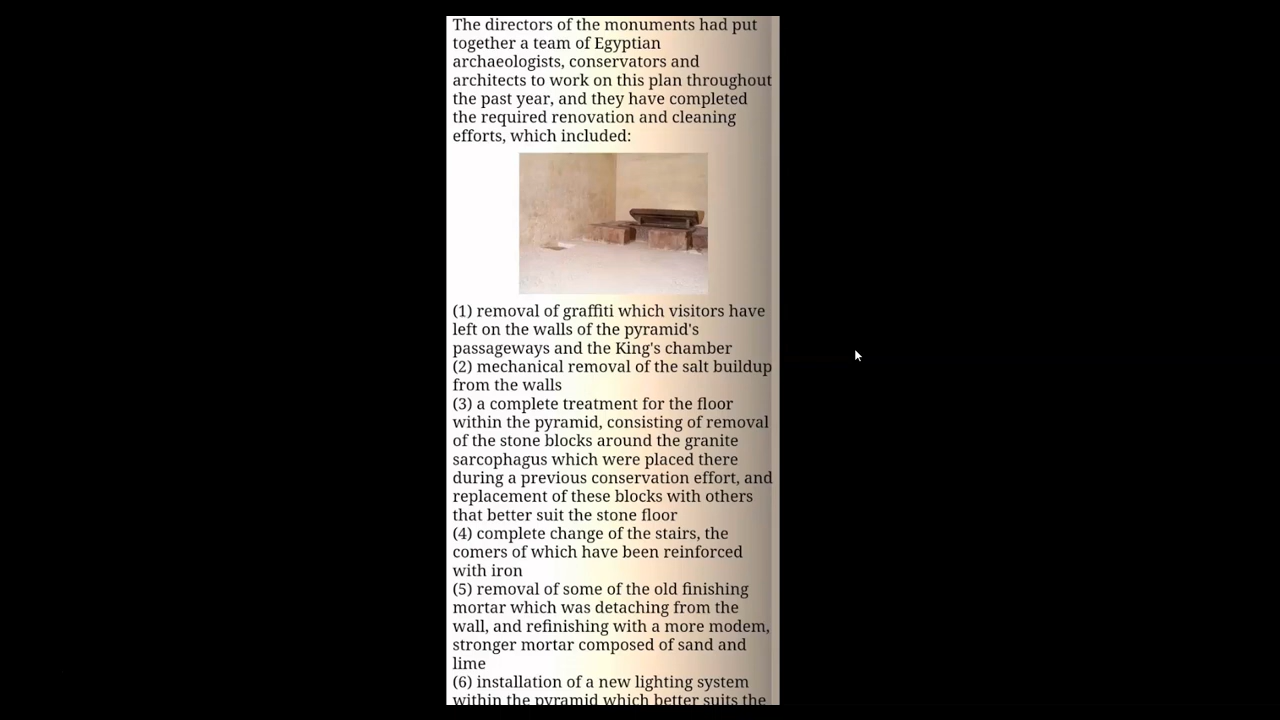 The directors of the monuments had put
together a team of Egyptian
archaeologists, conservators and
architects to work on this plan throughout
the past year, and they have completed
the required renovation and cleaning
efforts, which included:
(1) removal of graffiti which visitors have
left on the walls of the pyramid's
passageways and the King's chamber
(2) mechanical removal of the salt buildup
from the walls
(3) a complete treatment for the floor
within the pyramid, consisting of removal
of the stone blocks around the granite
sarcophagus which were placed there
during a previous conservation effort, and
replacement of these blocks with others
that better suit the stone floor
(4) complete change of the stairs, the
comers of which have been reinforced
with iron
(5) removal of some of the old finishing
mortar which was detaching from the
wall, and refinishing with a more modem,
stronger mortar composed of sand and
lime
(6) installation of a new lighting system
within the pyramid which better suits the